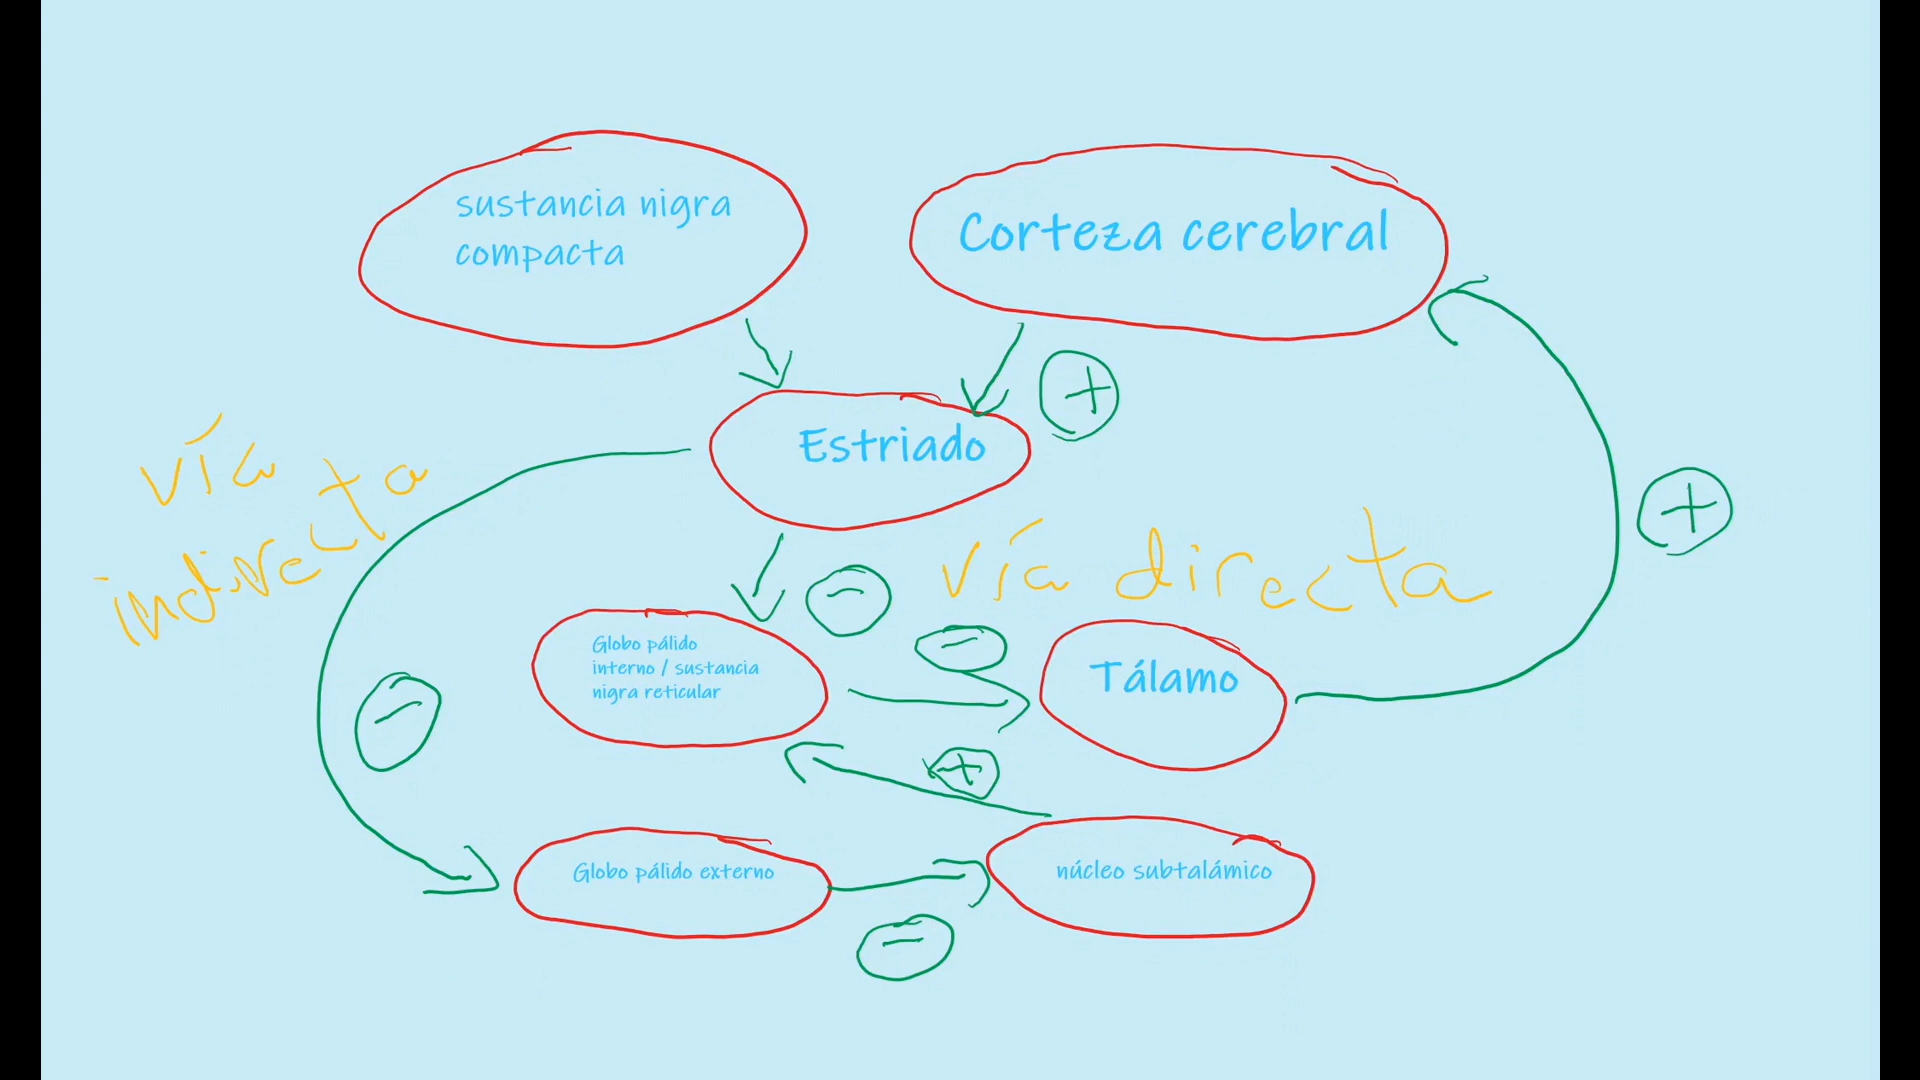 sustancia nigra
compacta
Corteza cerebral
+
Estriado
+
vía
indirecta
vía directa
−
−
Globo pálido
interno / sustancia
nigra reticular
Tálamo
−
+
Globo pálido externo
núcleo subtalámico
−